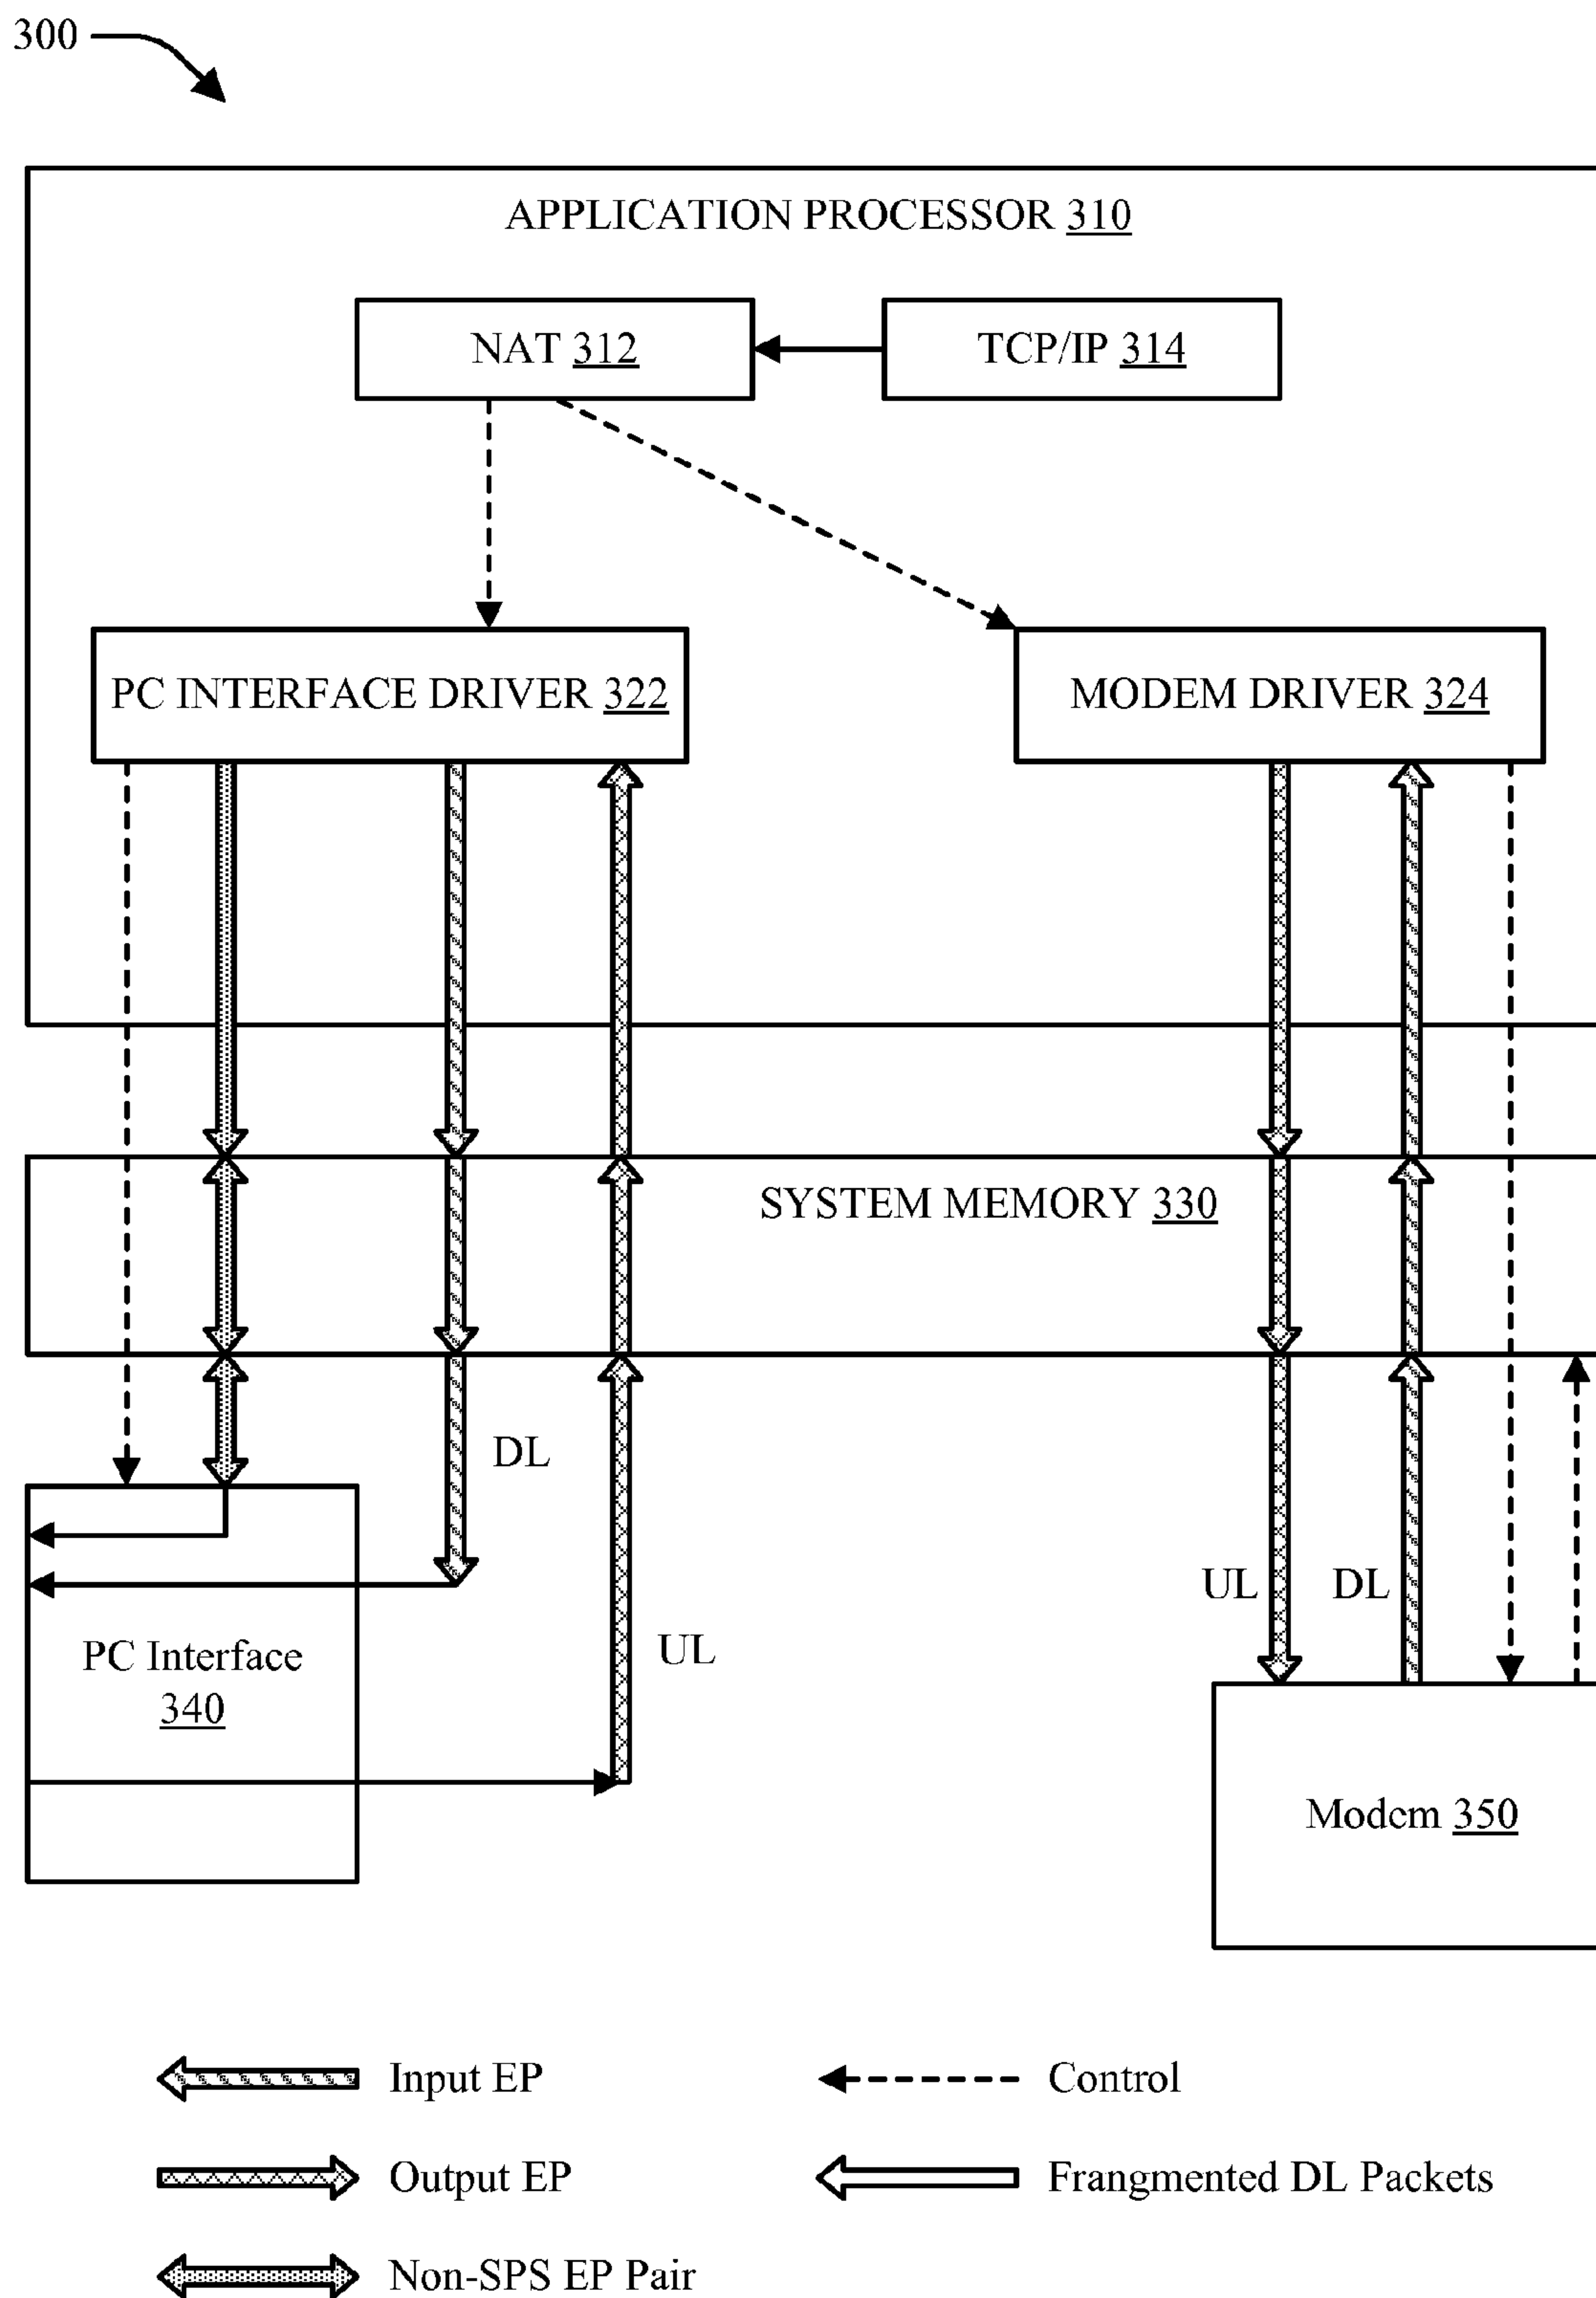 300
APPLICATION PROCESSOR 310
NAT 312
TCP/IP 314
PC INTERFACE DRIVER 322
MODEM DRIVER 324
SYSTEM MEMORY 330
DL
UL
UL
DL
PC Interface
340
Modem 350
Input EP
Control
Output EP
Frangmented DL Packets
Non-SPS EP Pair